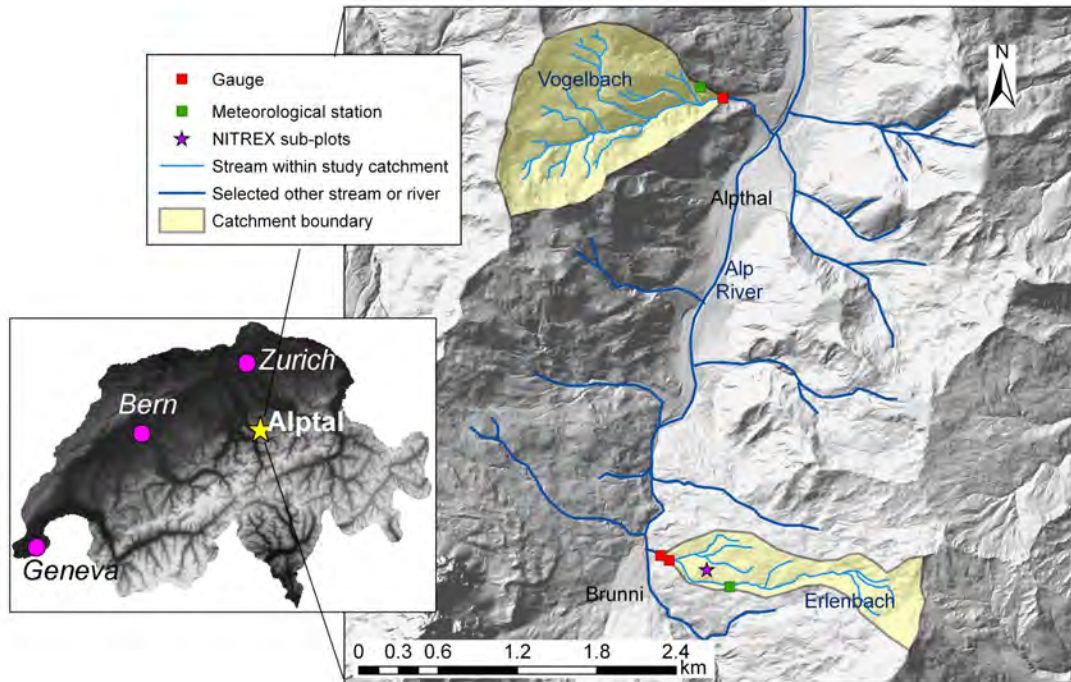 Gauge
Meteorological station
NITREX sub-plots
Stream within study catchment
Selected other stream or river
Catchment boundary
Vogelbach
N
Alpthal
Alp
River
Zurich
Bern
Alptal
Geneva
Brunni
Erlenbach
0 0.3 0.6 1.2 1.8 2.4
km